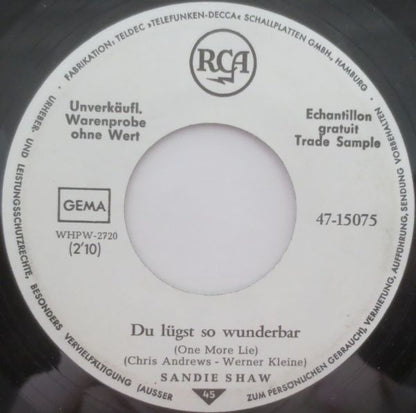 • FABRIKATION: TELDEC »TELEFUNKEN-DECCA« SCHALLPLATTEN GMBH., HAMBURG •
URHEBER- UND LEISTUNGSSCHUTZRECHTE, BESONDERS VERVIELFÄLTIGUNG (AUSSER
ZUM PERSÖNLICHEN GEBRAUCH), VERMIETUNG, AUFFÜHRUNG, SENDUNG VORBEHALTEN
RCA
Unverkäufl.
Warenprobe
ohne Wert
Echantillon
gratuit
Trade Sample
GEMA
WHPW-2720
(2'10)
47-15075
Du lügst so wunderbar
(One More Lie)
(Chris Andrews - Werner Kleine)
SANDIE SHAW
45